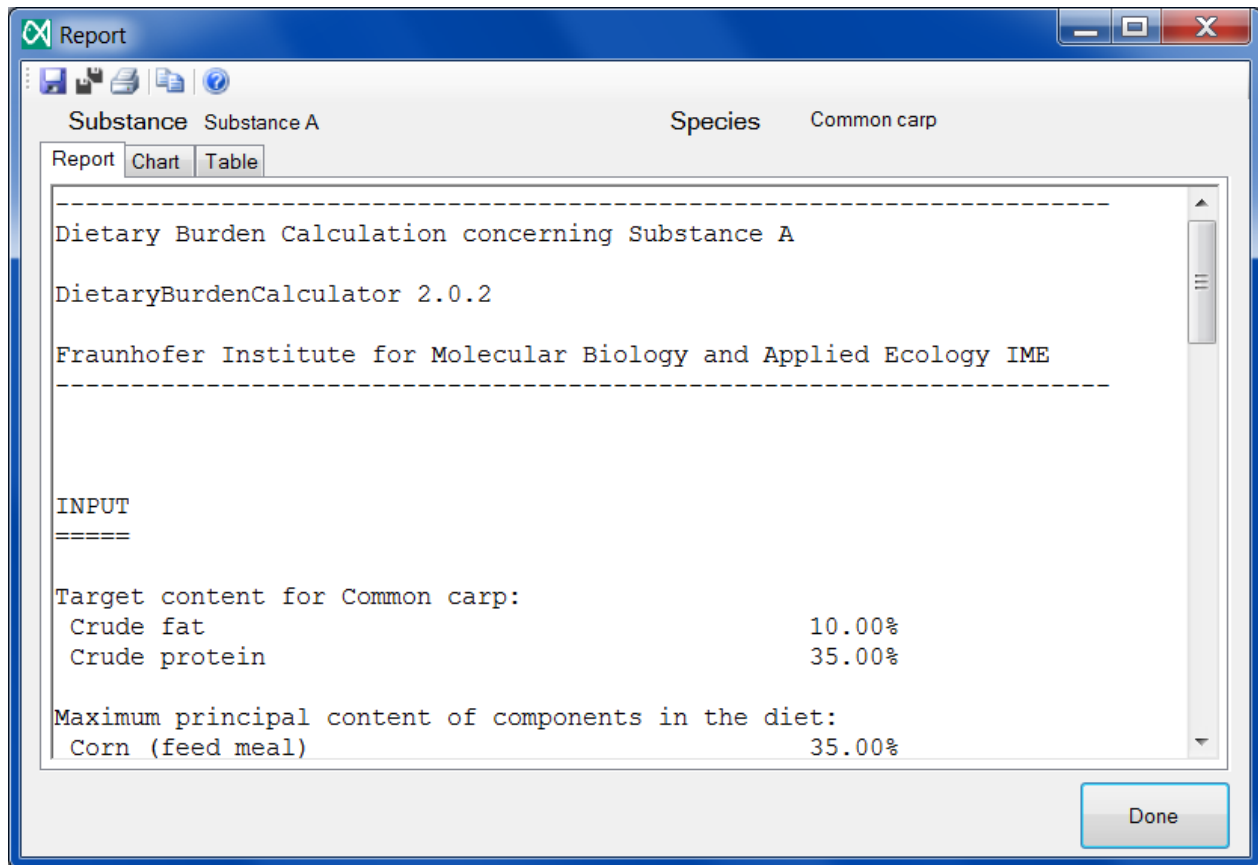 Report
Substance Substance A Species Common carp
Report Chart Table
-----------------------------------------------------------------------
Dietary Burden Calculation concerning Substance A
DietaryBurdenCalculator 2.0.2
Fraunhofer Institute for Molecular Biology and Applied Ecology IME
-----------------------------------------------------------------------
INPUT
=====
Target content for Common carp:
Crude fat 10.00%
Crude protein 35.00%
Maximum principal content of components in the diet:
Corn (feed meal) 35.00%
Done